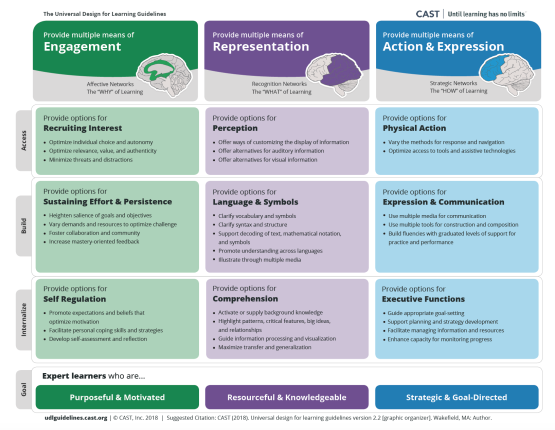 The Universal Design for Learning Guidelines
CAST | Until learning has no limits
Provide multiple means of
Engagement
Affective Networks
The "WHY" of Learning
Provide multiple means of
Representation
Recognition Networks
The "WHAT" of Learning
Provide multiple means of
Action & Expression
Strategic Networks
The "HOW" of Learning
Access
Provide options for
Recruiting Interest
• Optimize individual choice and autonomy
• Optimize relevance, value, and authenticity
• Minimize threats and distractions
Provide options for
Perception
• Offer ways of customizing the display of information
• Offer alternatives for auditory information
• Offer alternatives for visual information
Provide options for
Physical Action
• Vary the methods for response and navigation
• Optimize access to tools and assistive technologies
Build
Provide options for
Sustaining Effort & Persistence
• Heighten salience of goals and objectives
• Vary demands and resources to optimize challenge
• Foster collaboration and community
• Increase mastery-oriented feedback
Provide options for
Language & Symbols
• Clarify vocabulary and symbols
• Clarify syntax and structure
• Support decoding of text, mathematical notation,
and symbols
• Promote understanding across languages
• Illustrate through multiple media
Provide options for
Expression & Communication
• Use multiple media for communication
• Use multiple tools for construction and composition
• Build fluencies with graduated levels of support for
practice and performance
Internalize
Provide options for
Self Regulation
• Promote expectations and beliefs that
optimize motivation
• Facilitate personal coping skills and strategies
• Develop self-assessment and reflection
Provide options for
Comprehension
• Activate or supply background knowledge
• Highlight patterns, critical features, big ideas,
and relationships
• Guide information processing and visualization
• Maximize transfer and generalization
Provide options for
Executive Functions
• Guide appropriate goal-setting
• Support planning and strategy development
• Facilitate managing information and resources
• Enhance capacity for monitoring progress
Goal
Expert learners who are...
Purposeful & Motivated
Resourceful & Knowledgeable
Strategic & Goal-Directed
udlguidelines.cast.org | © CAST, Inc. 2018 | Suggested Citation: CAST (2018). Universal design for learning guidelines version 2.2 [graphic organizer]. Wakefield, MA: Author.